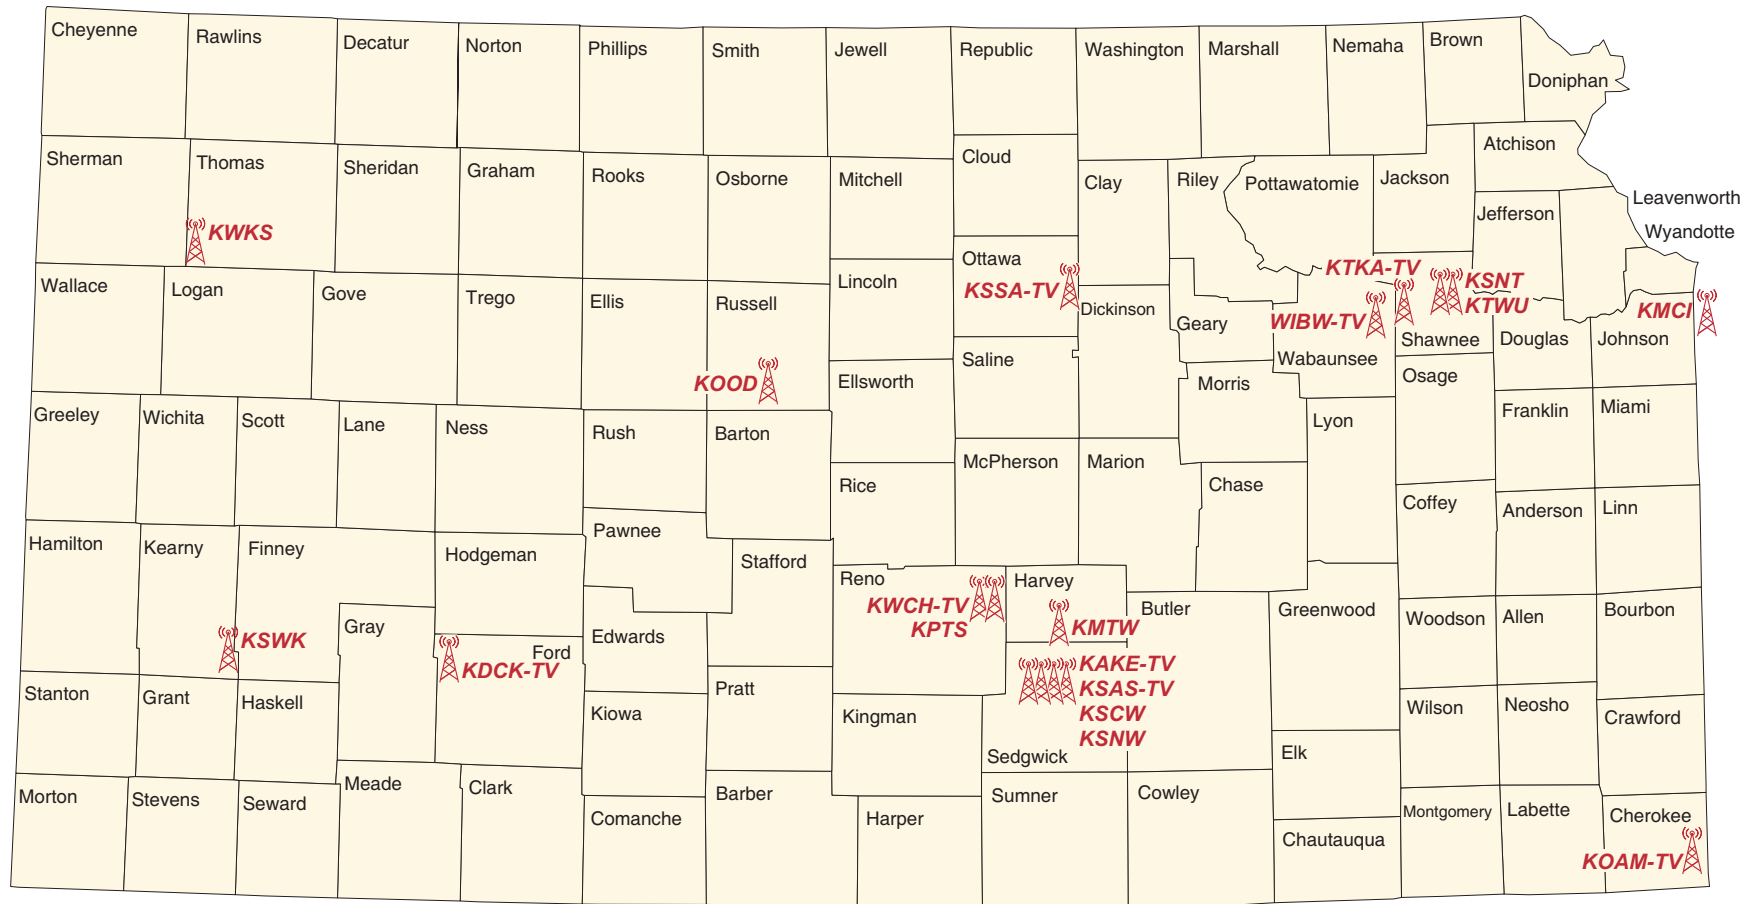 Cheyenne
Rawlins
Decatur
Norton
Phillips
Smith
Jewell
Republic
Washington
Marshall
Nemaha
Brown
Doniphan
Sherman
Thomas
Sheridan
Graham
Rooks
Osborne
Mitchell
Cloud
Clay
Riley
Pottawatomie
Jackson
Atchison
Jefferson
Leavenworth
Wyandotte
KWKS
Wallace
Logan
Gove
Trego
Ellis
Russell
Lincoln
Ottawa
KSSA-TV
Dickinson
Geary
KTKA-TV
WIBW-TV
KSNT
KTWU
KMCI
Wabaunsee
Shawnee
Douglas
Johnson
KOOD
Ellsworth
Saline
Morris
Osage
Greeley
Wichita
Scott
Lane
Ness
Rush
Barton
Lyon
Franklin
Miami
Rice
McPherson
Marion
Chase
Coffey
Anderson
Linn
Hamilton
Kearny
Finney
Hodgeman
Pawnee
Stafford
Reno
Harvey
KWCH-TV
KPTS
KMTW
Butler
Greenwood
Woodson
Allen
Bourbon
KSWK
Gray
Ford
KDCK-TV
Edwards
KAKE-TV
KSAS-TV
KSCW
KSNW
Stanton
Grant
Haskell
Kiowa
Pratt
Kingman
Sedgwick
Elk
Wilson
Neosho
Crawford
Morton
Stevens
Seward
Meade
Clark
Comanche
Barber
Harper
Sumner
Cowley
Chautauqua
Montgomery
Labette
Cherokee
KOAM-TV